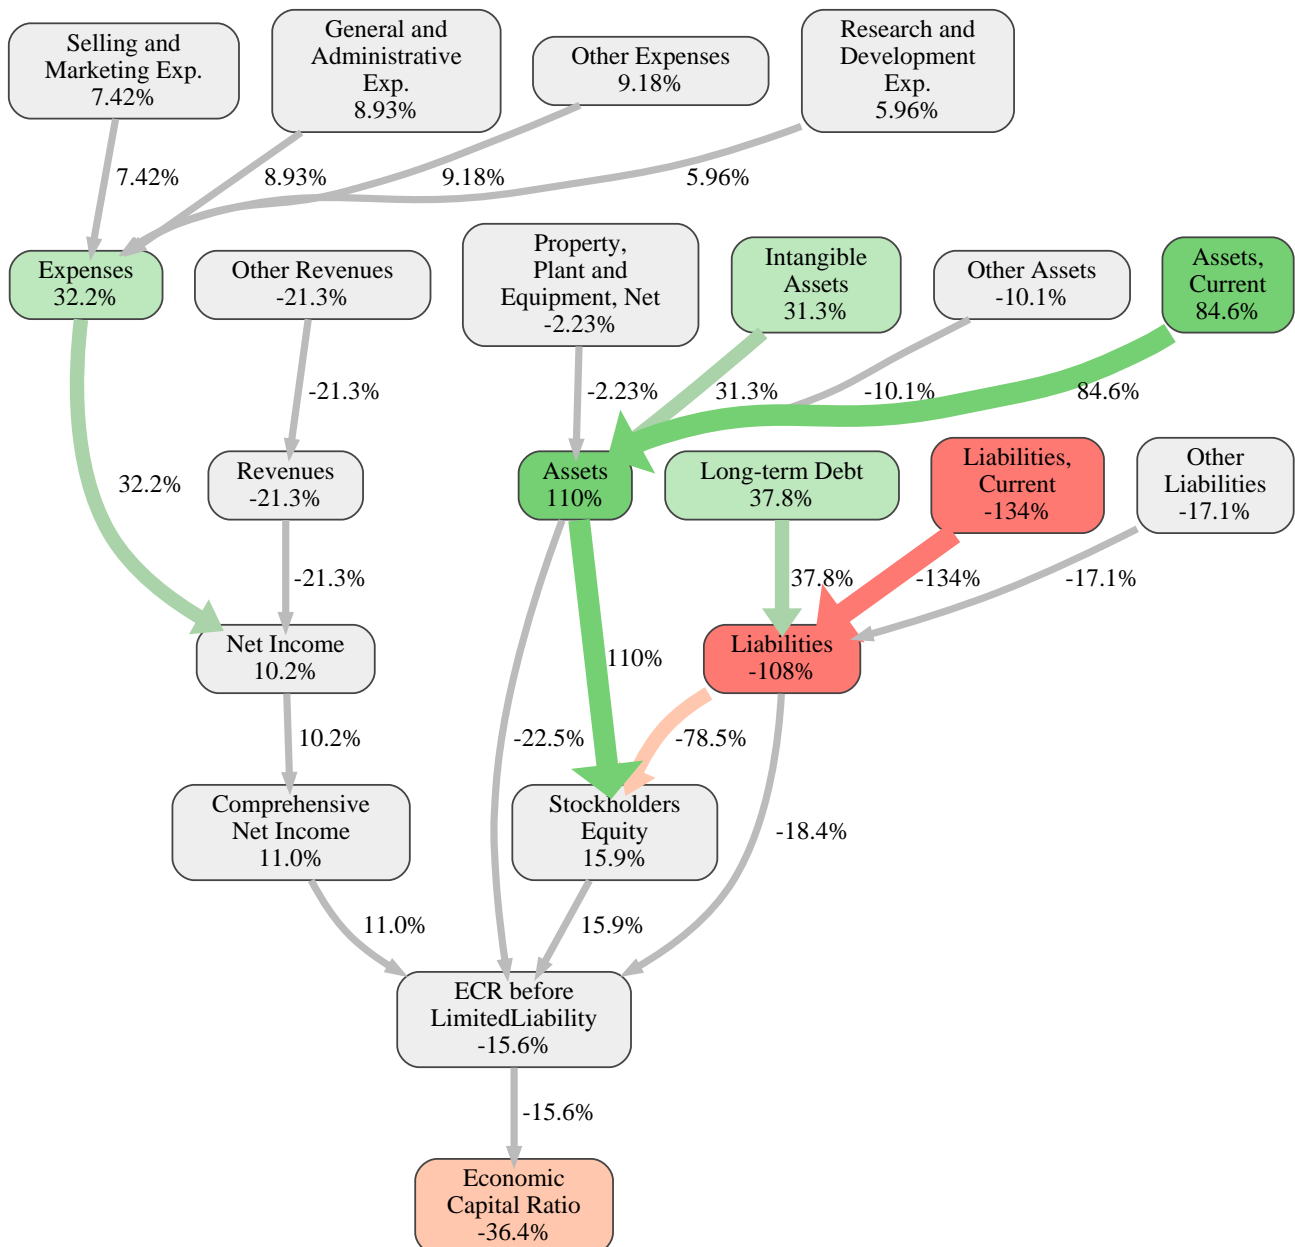 Selling and
Marketing Exp.
7.42%
General and
Administrative
Exp.
8.93%
Other Expenses
9.18%
Research and
Development
Exp.
5.96%
7.42%
8.93%
9.18%
5.96%
Expenses
32.2%
Other Revenues
-21.3%
Property,
Plant and
Equipment, Net
-2.23%
Intangible
Assets
31.3%
Other Assets
-10.1%
Assets,
Current
84.6%
-21.3%
-2.23%
31.3%
-10.1%
84.6%
32.2%
Revenues
-21.3%
Assets
110%
Long-term Debt
37.8%
Liabilities,
Current
-134%
Other
Liabilities
-17.1%
-21.3%
37.8%
-134%
-17.1%
Net Income
10.2%
110%
Liabilities
-108%
10.2%
-22.5%
-78.5%
Comprehensive
Net Income
11.0%
Stockholders
Equity
15.9%
-18.4%
11.0%
15.9%
ECR before
LimitedLiability
-15.6%
-15.6%
Economic
Capital Ratio
-36.4%